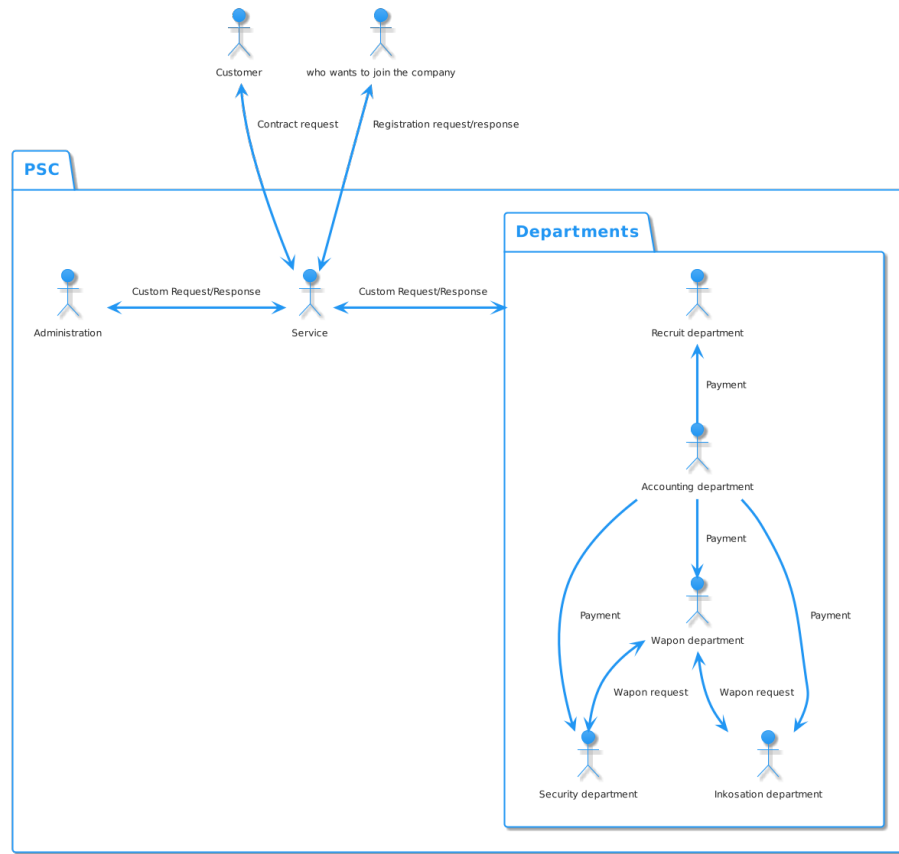 Customer
who wants to join the company
Contract request
Registration request/response
PSC
Departments
Custom Request/Response
Custom Request/Response
Administration
Service
Recruit department
Payment
Accounting department
Payment
Payment
Payment
Wapon department
Wapon request
Wapon request
Security department
Inkosation department